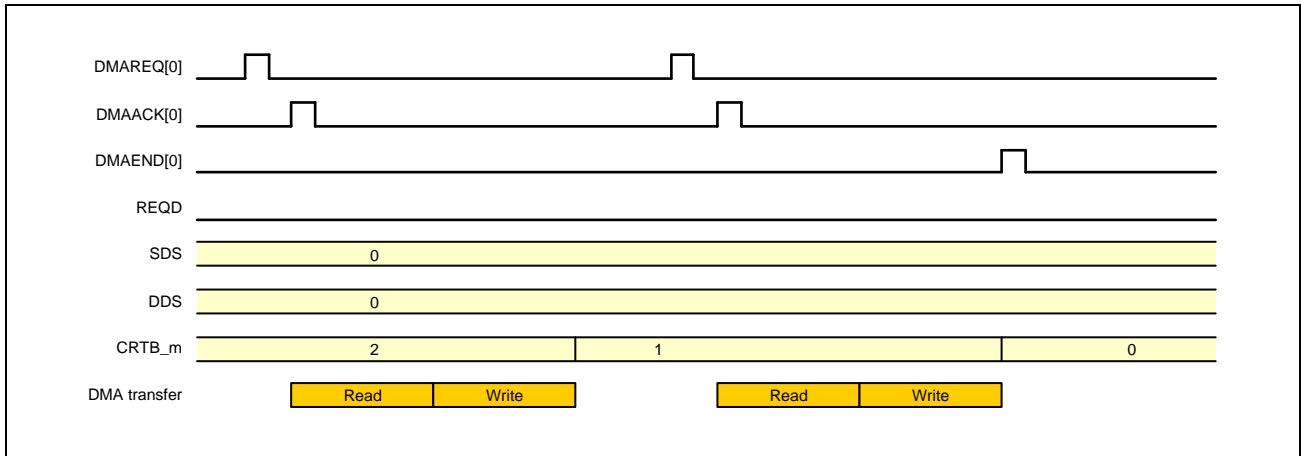 DMAREQ[0]
DMAACK[0]
DMAEND[0]
REQD
SDS 0
DDS 0
CRTB_m 2 1 0
DMA transfer Read Write Read Write